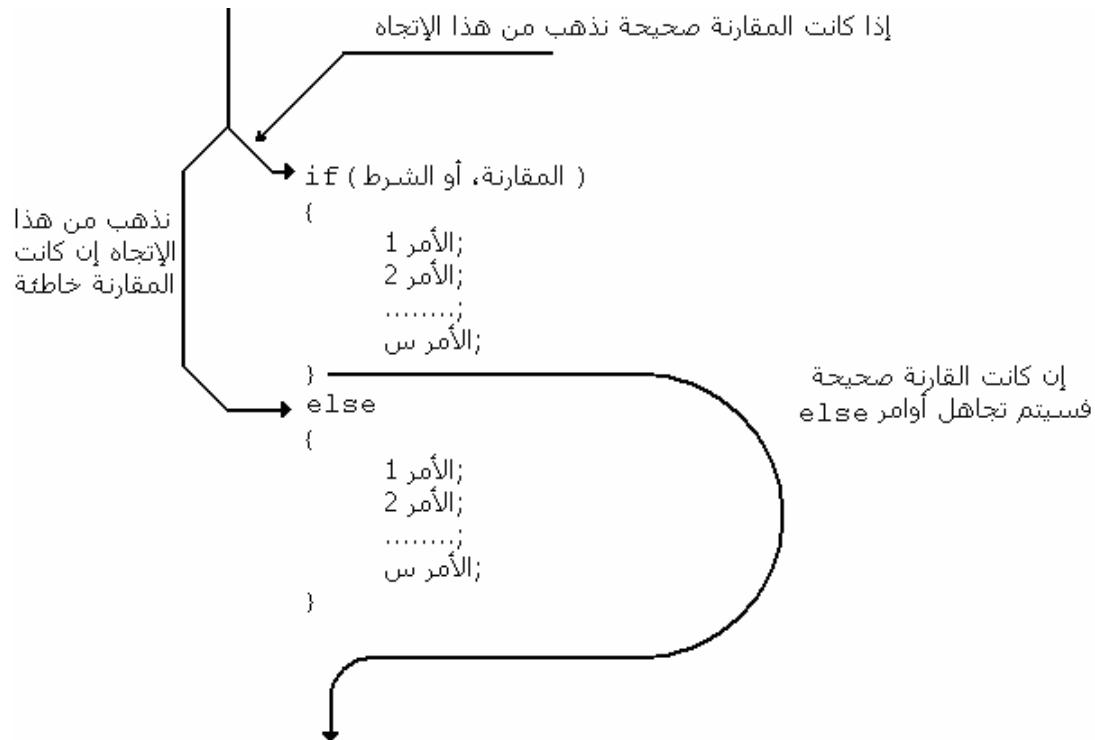 إذا كانت المقارنة صحيحة نذهب من هذا الإتجاه
if ( المقارنة، أو الشرط )
{
الأمر 1;
الأمر 2;
........;
الأمر س;
}
نذهب من هذا
الإتجاه إن كانت
المقارنة خاطئة
else
{
الأمر 1;
الأمر 2;
........;
الأمر س;
}
إن كانت القارنة صحيحة
فسيتم تجاهل أوامر else